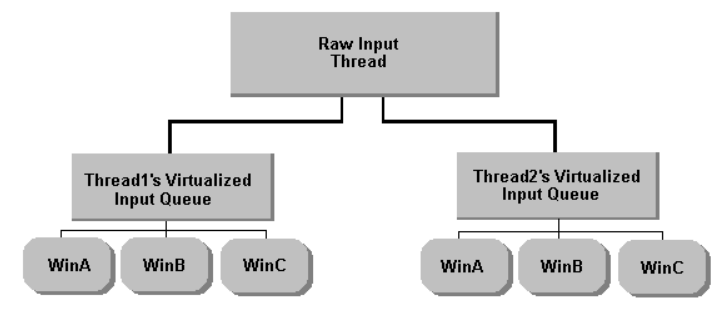 Raw Input
Thread
Thread1's Virtualized
Input Queue
Thread2's Virtualized
Input Queue
WinA
WinB
WinC
WinA
WinB
WinC